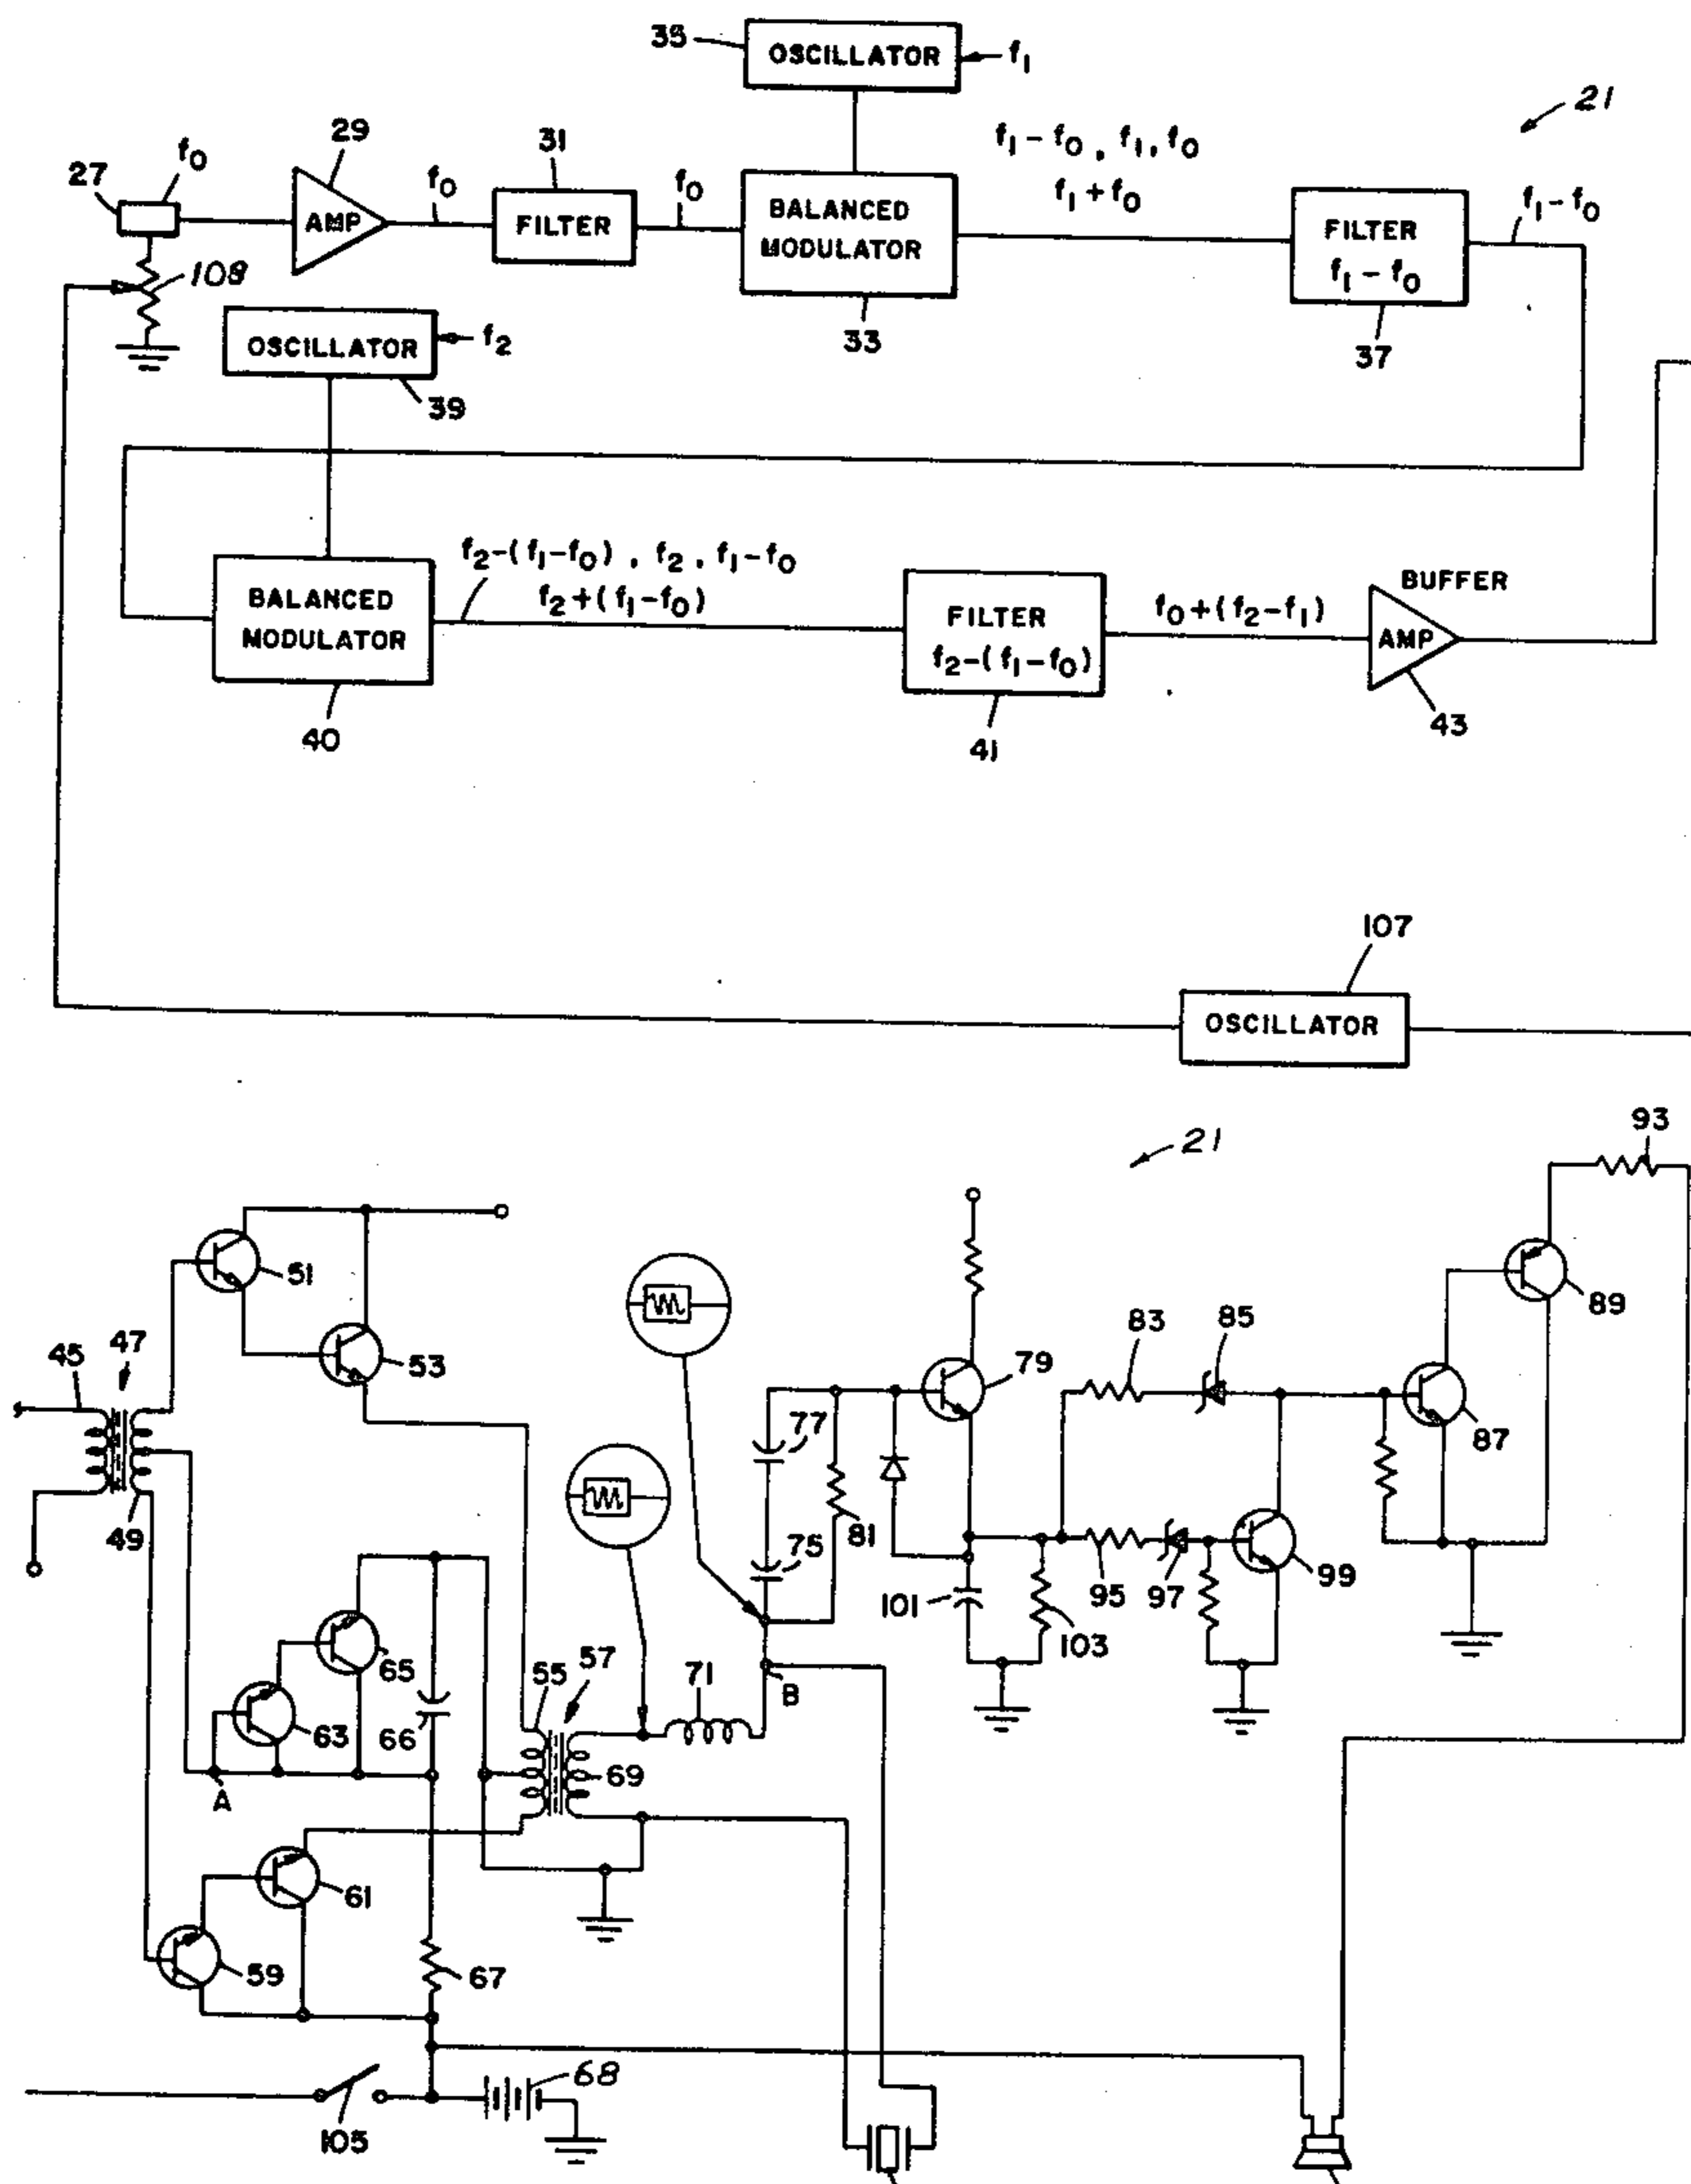 35
OSCILLATOR
f₁
21
29
f₀
27
AMP
f₀
31
FILTER
f₀
BALANCED
MODULATOR
33
f₁ – f₀ , f₁, f₀
f₁ + f₀
FILTER
f₁ – f₀
37
f₁ – f₀
108
OSCILLATOR
f₂
39
BALANCED
MODULATOR
40
f₂-(f₁-f₀) , f₂ , f₁-f₀
f₂+(f₁-f₀)
FILTER
f₂-(f₁-f₀)
41
f₀+(f₂-f₁)
BUFFER
AMP
43
107
OSCILLATOR
21
93
51
53
45
47
49
89
79
83
85
87
77
81
75
101
103
95
97
99
65
63
66
A
55
57
71
B
69
61
59
67
68
105